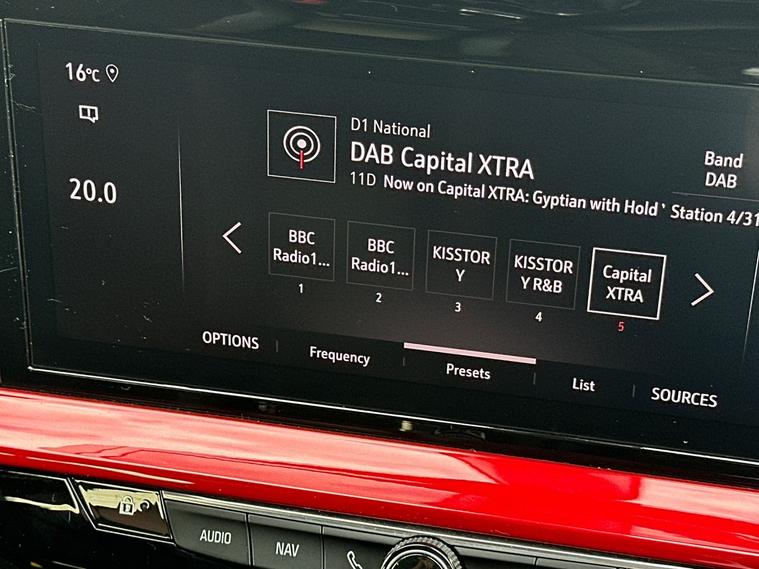 16°C
20.0
D1 National
DAB Capital XTRA
11D Now on Capital XTRA: Gyptian with Hold ` Station 4/31
Band
DAB
BBC
Radio1...
1
BBC
Radio1...
2
KISSTOR
Y
3
KISSTOR
Y R&B
4
Capital
XTRA
5
OPTIONS
Frequency
Presets
List
SOURCES
AUDIO
NAV